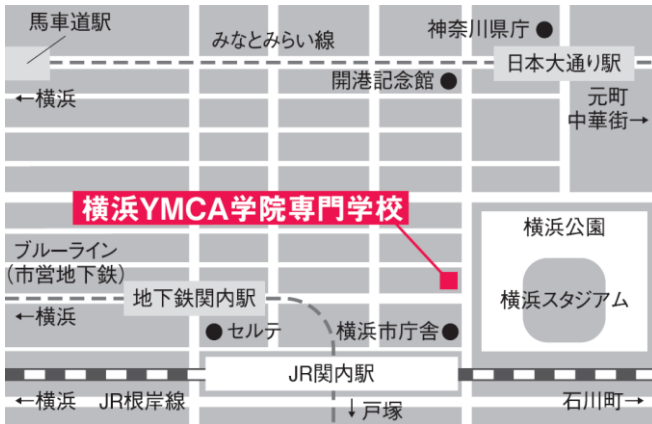 馬車道駅
みなとみらい線
神奈川県庁
日本大通り駅
開港記念館
←横浜
元町
中華街→
横浜YMCA学院専門学校
横浜公園
ブルーライン
(市営地下鉄)
地下鉄関内駅
横浜スタジアム
←横浜
セルテ
横浜市庁舎
JR関内駅
←横浜
JR根岸線
↓戸塚
石川町→